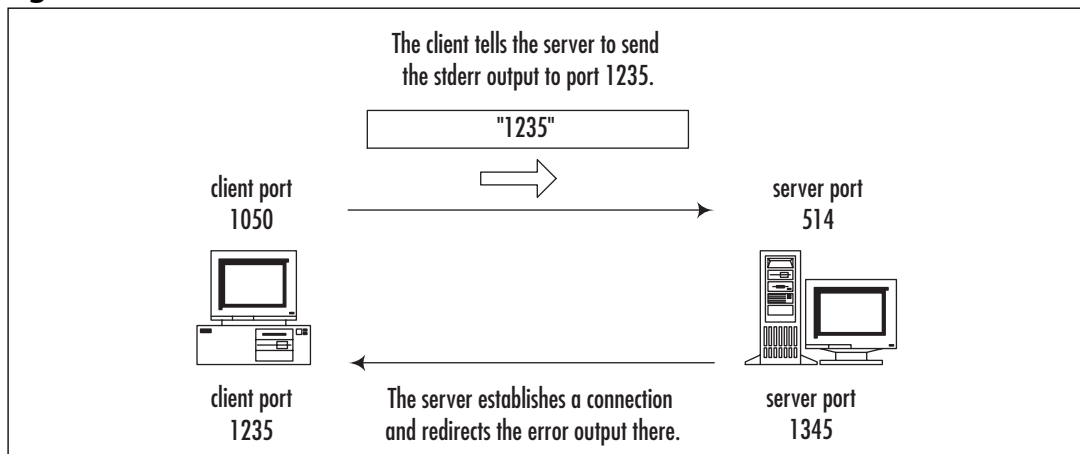 The client tells the server to send
the stderr output to port 1235.
"1235"
client port
1050
server port
514
client port
1235
The server establishes a connection
and redirects the error output there.
server port
1345